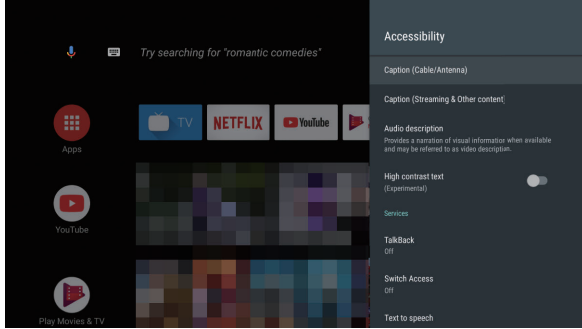 Try searching for "romantic comedies"
TV
NETFLIX
YouTube
Apps
YouTube
Play Movies & TV
Accessibility
Caption (Cable/Antenna)
Caption (Streaming & Other content
Audio description
Provides a narration of visual information when available
and may be referred to as video description.
High contrast text
(Experimental)
Services
TalkBack
Off
Switch Access
Off
Text to speech